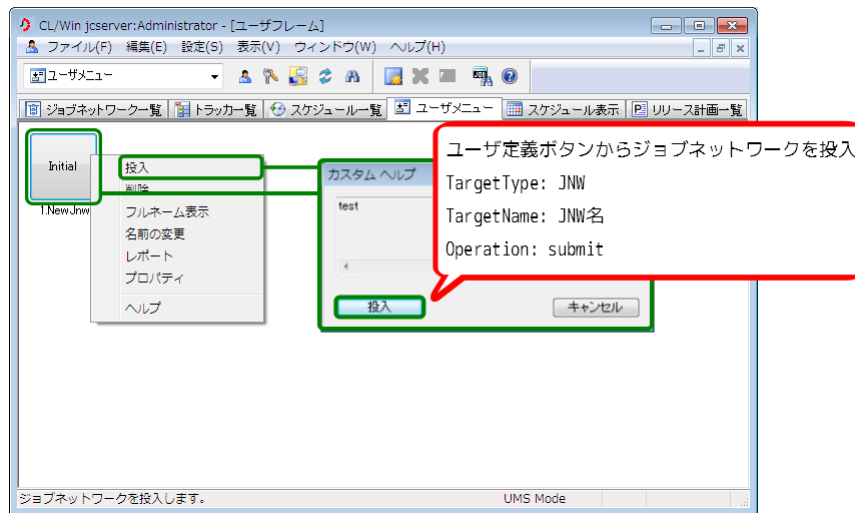 CL/Win jcserver:Administrator - [ユーザフレーム]
ファイル(F) 編集(E) 設定(S) 表示(V) ウィンドウ(W) ヘルプ(H)
ユーザメニュー
ジョブネットワーク一覧 トラッカ一覧 スケジュール一覧 ユーザメニュー スケジュール表示 リリース計画一覧
Initial
1.NewJnw
投入
削除
フルネーム表示
名前の変更
レポート
プロパティ
ヘルプ
カスタム ヘルプ
test
投入
キャンセル
ユーザ定義ボタンからジョブネットワークを投入
TargetType: JNW
TargetName: JNW名
Operation: submit
ジョブネットワークを投入します。
UMS Mode